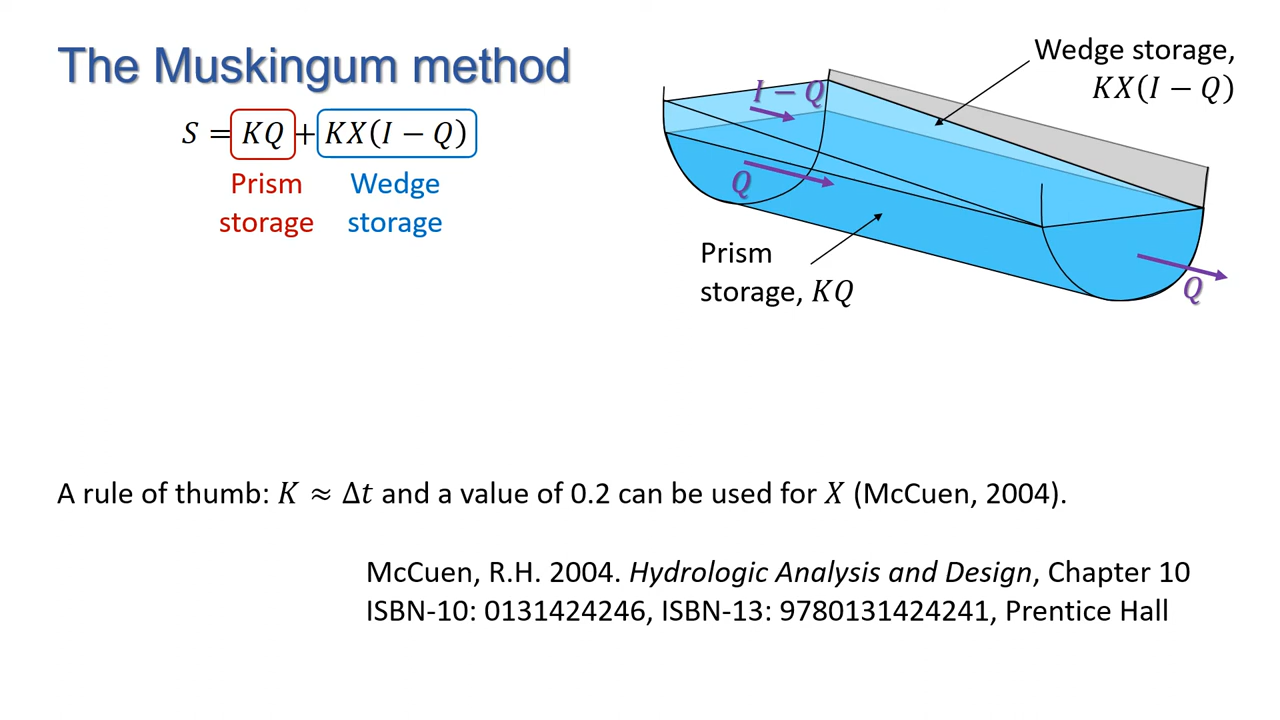 The Muskingum method
S = KQ + KX(I − Q)
Prism storage
Wedge storage
Wedge storage,
KX(I − Q)
I − Q
Q
Prism
storage, KQ
Q
A rule of thumb: K ≈ Δt and a value of 0.2 can be used for X (McCuen, 2004).
McCuen, R.H. 2004. Hydrologic Analysis and Design, Chapter 10
ISBN-10: 0131424246, ISBN-13: 9780131424241, Prentice Hall